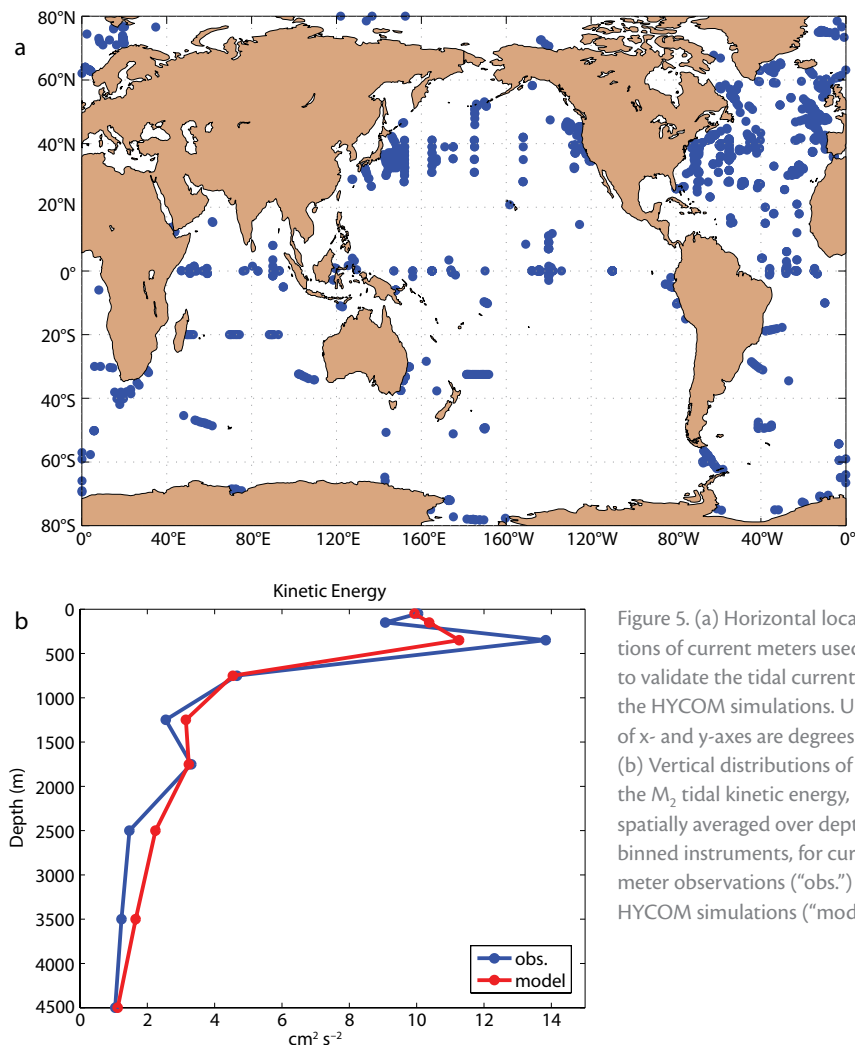 a
80°N
60°N
40°N
20°N
0°
20°S
40°S
60°S
80°S
0° 40°E 80°E 120°E 160°E 160°W 120°W 80°W 40°W 0°
b
Kinetic Energy
0
500
1000
1500
2000
2500
3000
3500
4000
4500
Depth (m)
0 2 4 6 8 10 12 14
cm² s⁻²
obs.
model
Figure 5. (a) Horizontal loca
tions of current meters used
to validate the tidal current
the HYCOM simulations. U
of x- and y-axes are degrees
(b) Vertical distributions of
the M₂ tidal kinetic energy,
spatially averaged over dept
binned instruments, for cur
meter observations (“obs.”)
HYCOM simulations (“mod